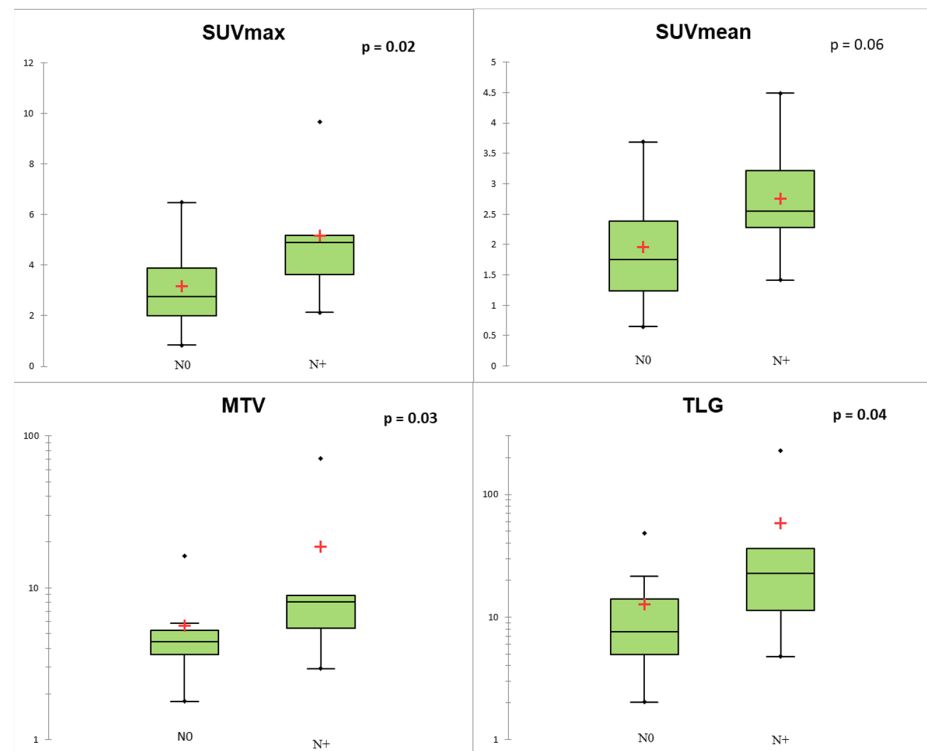 SUVmax
p = 0.02
12
10
8
6
4
2
0
N0
N+
SUVmean
p = 0.06
5
4.5
4
3.5
3
2.5
2
1.5
1
0.5
0
N0
N+
MTV
p = 0.03
100
10
1
N0
N+
TLG
p = 0.04
100
10
1
N0
N+